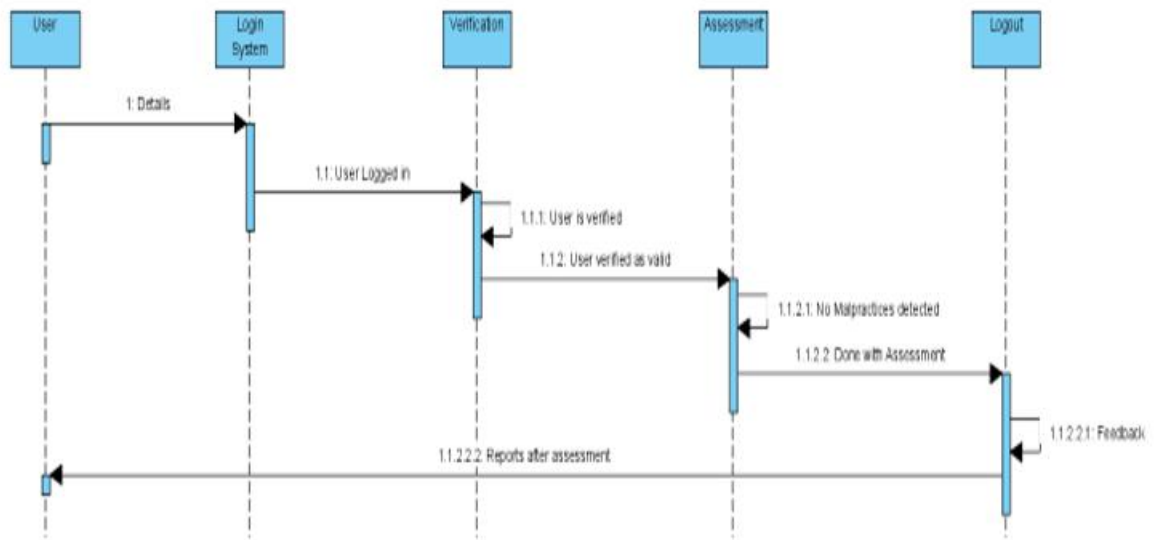 User
Login
System
Verification
Assessment
Logout
1: Details
1.1: User Logged in
1.1.1: User is verified
1.1.2: User verified as valid
1.1.2.1: No Malpractices detected
1.1.2.2: Done with Assessment
1.1.2.2.1: Feedback
1.1.2.2.2: Reports after assessment